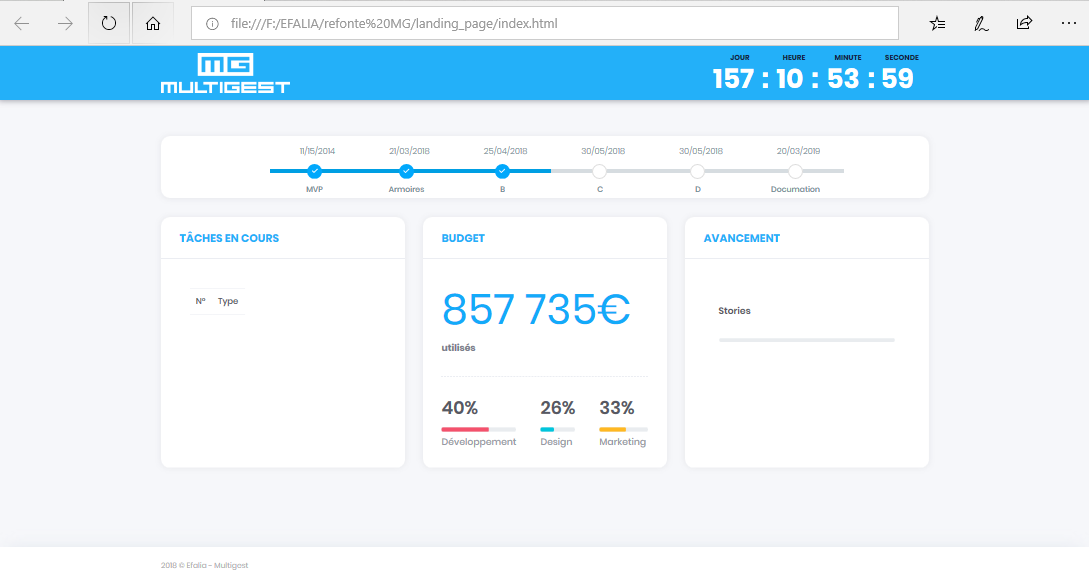 file:///F:/EFALIA/refonte%20MG/landing_page/index.html
MG
MULTIGEST
JOUR HEURE MINUTE SECONDE
157 : 10 : 53 : 59
11/15/2014 21/03/2018 25/04/2018 30/05/2018 30/05/2018 20/03/2019
MVP Armoires B C D Documation
TÂCHES EN COURS
N° Type
BUDGET
857 735€
utilisés
40% 26% 33%
Développement Design Marketing
AVANCEMENT
Stories
2018 © Efalia - Multigest